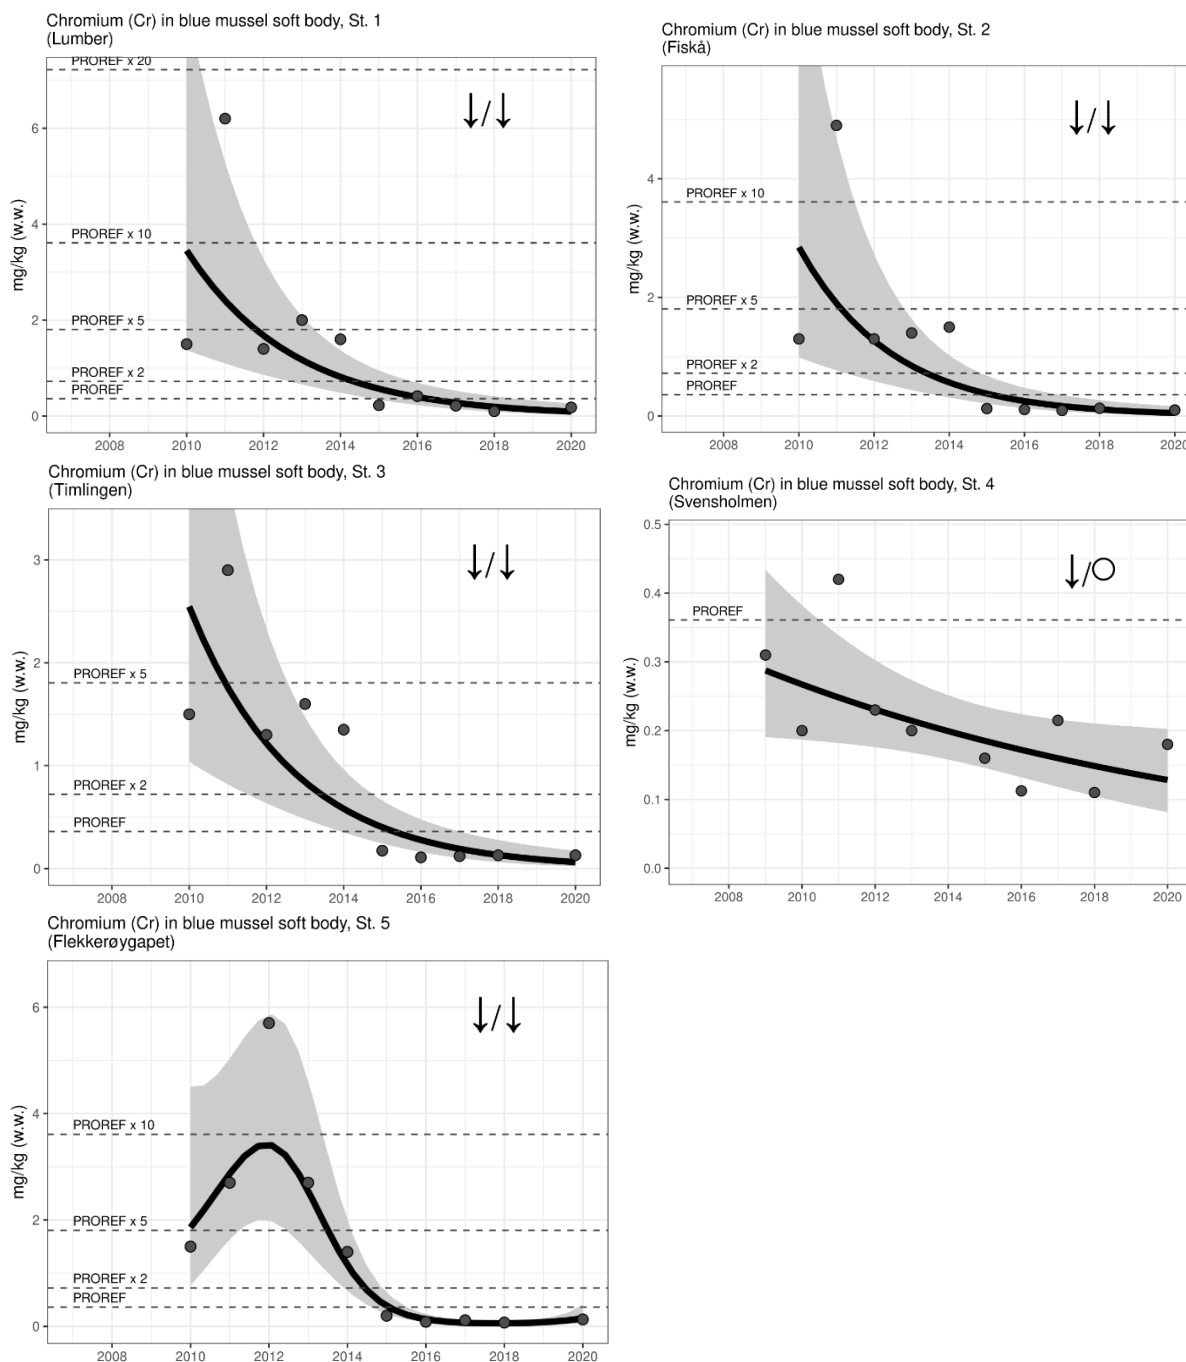 Chromium (Cr) in blue mussel soft body, St. 1
(Lumber)
PROREF x 20
↓/↓
6
PROREF x 10
4
mg/kg (w.w.)
PROREF x 5
2
PROREF x 2
PROREF
0
2008 2010 2012 2014 2016 2018 2020
Chromium (Cr) in blue mussel soft body, St. 2
(Fiskå)
↓/↓
4
PROREF x 10
mg/kg (w.w.)
2
PROREF x 5
PROREF x 2
PROREF
0
2008 2010 2012 2014 2016 2018 2020
Chromium (Cr) in blue mussel soft body, St. 3
(Timlingen)
↓/↓
3
2
PROREF x 5
mg/kg (w.w.)
1
PROREF x 2
PROREF
0
2008 2010 2012 2014 2016 2018 2020
Chromium (Cr) in blue mussel soft body, St. 4
(Svensholmen)
0.5
↓/○
0.4
PROREF
0.3
mg/kg (w.w.)
0.2
0.1
0.0
2008 2010 2012 2014 2016 2018 2020
Chromium (Cr) in blue mussel soft body, St. 5
(Flekkerøygapet)
↓/↓
6
4
PROREF x 10
mg/kg (w.w.)
2
PROREF x 5
PROREF x 2
PROREF
0
2008 2010 2012 2014 2016 2018 2020